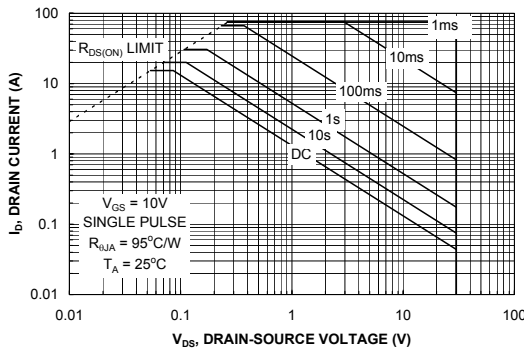 100
10
1
0.1
0.01
0.01
0.1
1
10
100
I_D, DRAIN CURRENT (A)
V_DS, DRAIN-SOURCE VOLTAGE (V)
R_DS(ON) LIMIT
1ms
10ms
100ms
1s
10s
DC
V_GS = 10V
SINGLE PULSE
R_θJA = 95°C/W
T_A = 25°C